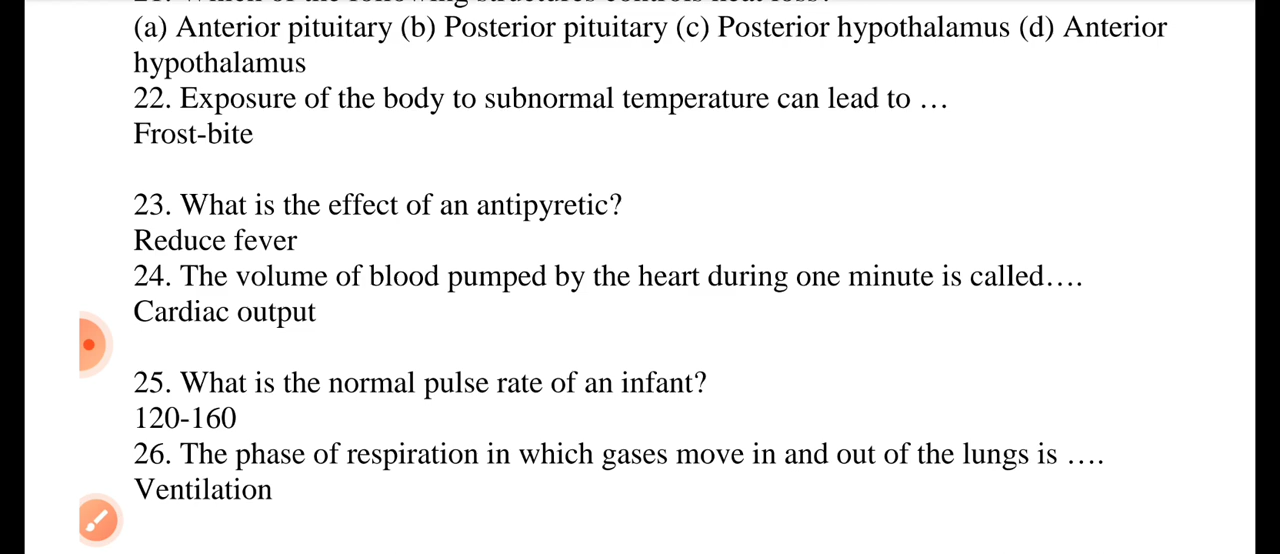 (a) Anterior pituitary (b) Posterior pituitary (c) Posterior hypothalamus (d) Anterior
hypothalamus
22. Exposure of the body to subnormal temperature can lead to …
Frost-bite
23. What is the effect of an antipyretic?
Reduce fever
24. The volume of blood pumped by the heart during one minute is called….
Cardiac output
25. What is the normal pulse rate of an infant?
120-160
26. The phase of respiration in which gases move in and out of the lungs is ….
Ventilation